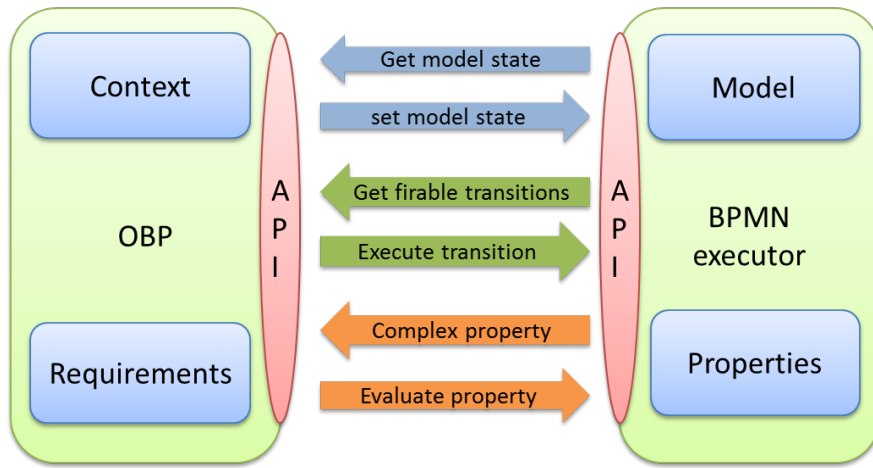 Context
OBP
Requirements
A
P
I
Get model state
set model state
Get firable transitions
Execute transition
Complex property
Evaluate property
A
P
I
Model
BPMN
executor
Properties